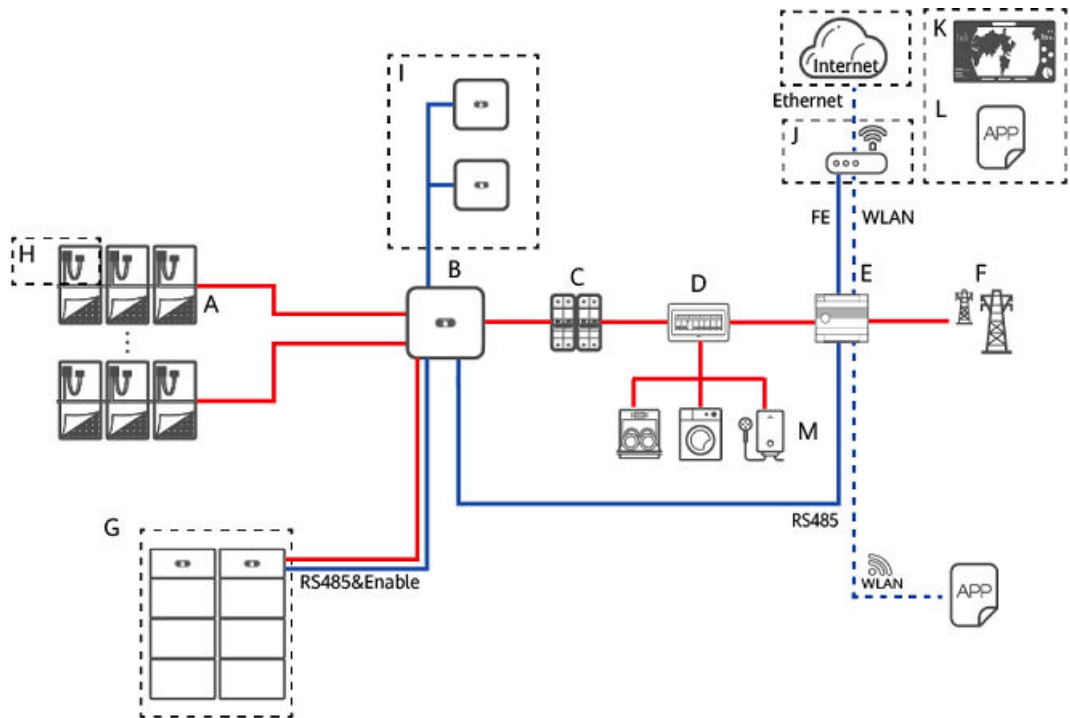 I
Internet
K
Ethernet
L
APP
J
FE
WLAN
H
A
B
C
D
E
F
M
G
RS485&Enable
RS485
WLAN
APP